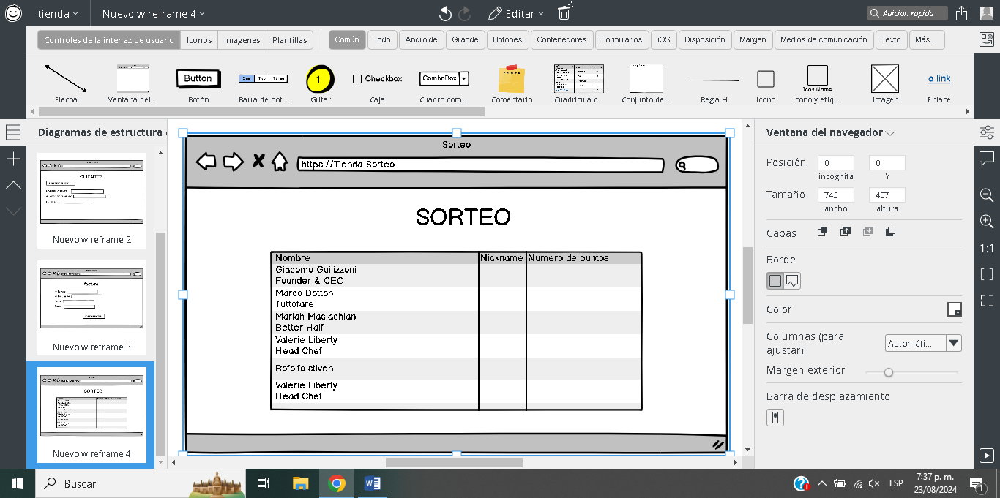 tienda
Nuevo wireframe 4
Editar
Adición rápida
Controles de la interfaz de usuario
Iconos
Imágenes
Plantillas
Común
Todo
Androide
Grande
Botones
Contenedores
Formularios
iOS
Disposición
Margen
Medios de comunicación
Texto
Más...
Button
One
Two
Three
1
Checkbox
ComboBox
Icon Name
a link
Flecha
Ventana del...
Botón
Barra de bot...
Gritar
Caja
Cuadro com...
Comentario
Cuadrícula d...
Conjunto de...
Regla H
Icono
Icono y etiq...
Imagen
Enlace
Diagramas de estructura
CLIENTES
Nuevo wireframe 2
factura
Nuevo wireframe 3
SORTEO
Nuevo wireframe 4
Sorteo
https://Tienda-Sorteo
SORTEO
Nombre Nickname Numero de puntos
Giacomo Guilizzoni
Founder & CEO
Marco Botton
Tuttofare
Mariah Maclachlan
Better Half
Valerie Liberty
Head Chef
Rofolfo stiven
Valerie Liberty
Head Chef
Ventana del navegador
Posición 0 0
incógnita Y
Tamaño 743 437
ancho altura
Capas
Borde
Color
Columnas (para
ajustar)
Automáti...
Margen exterior
Barra de desplazamiento
1:1
Buscar
ESP
7:37 p. m.
23/08/2024
1